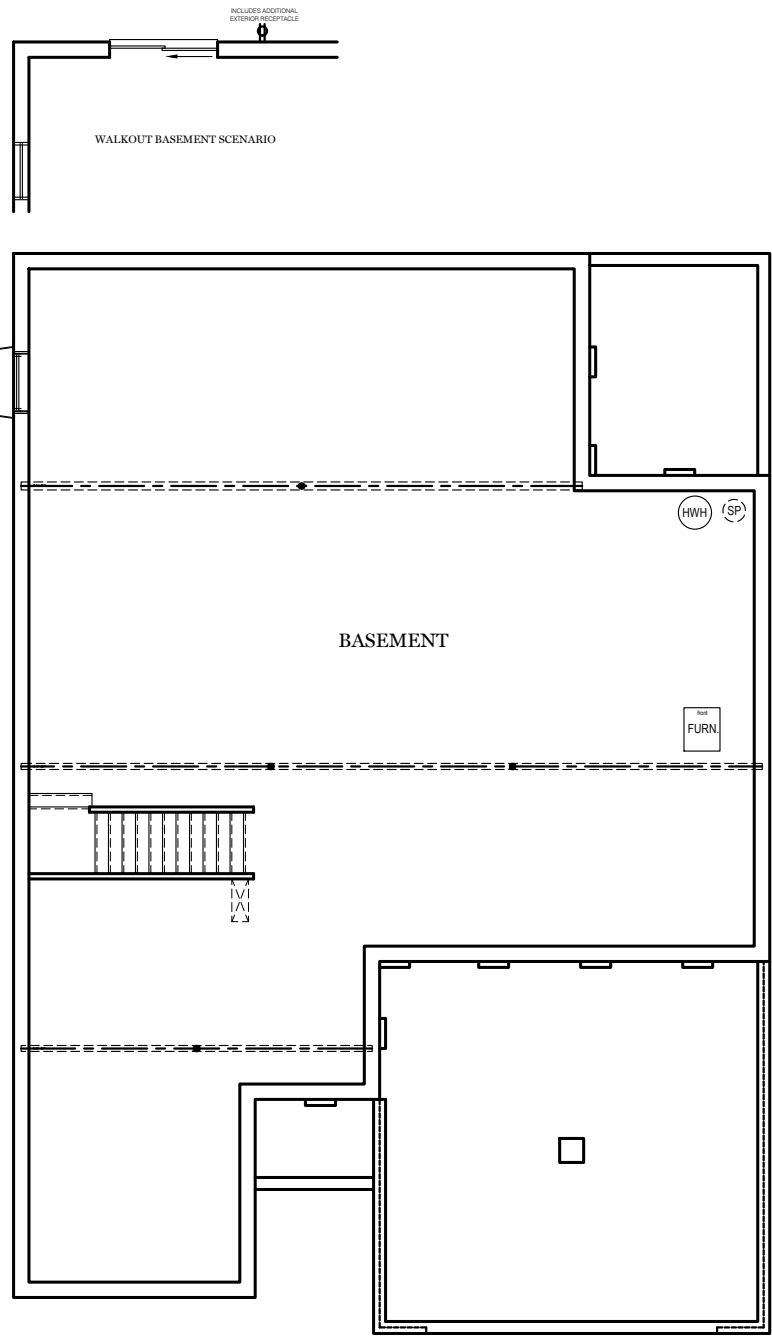 INCLUDES ADDITIONAL
EXTERIOR RECEPTACLE
WALKOUT BASEMENT SCENARIO
HWH
SP
BASEMENT
front
FURN.